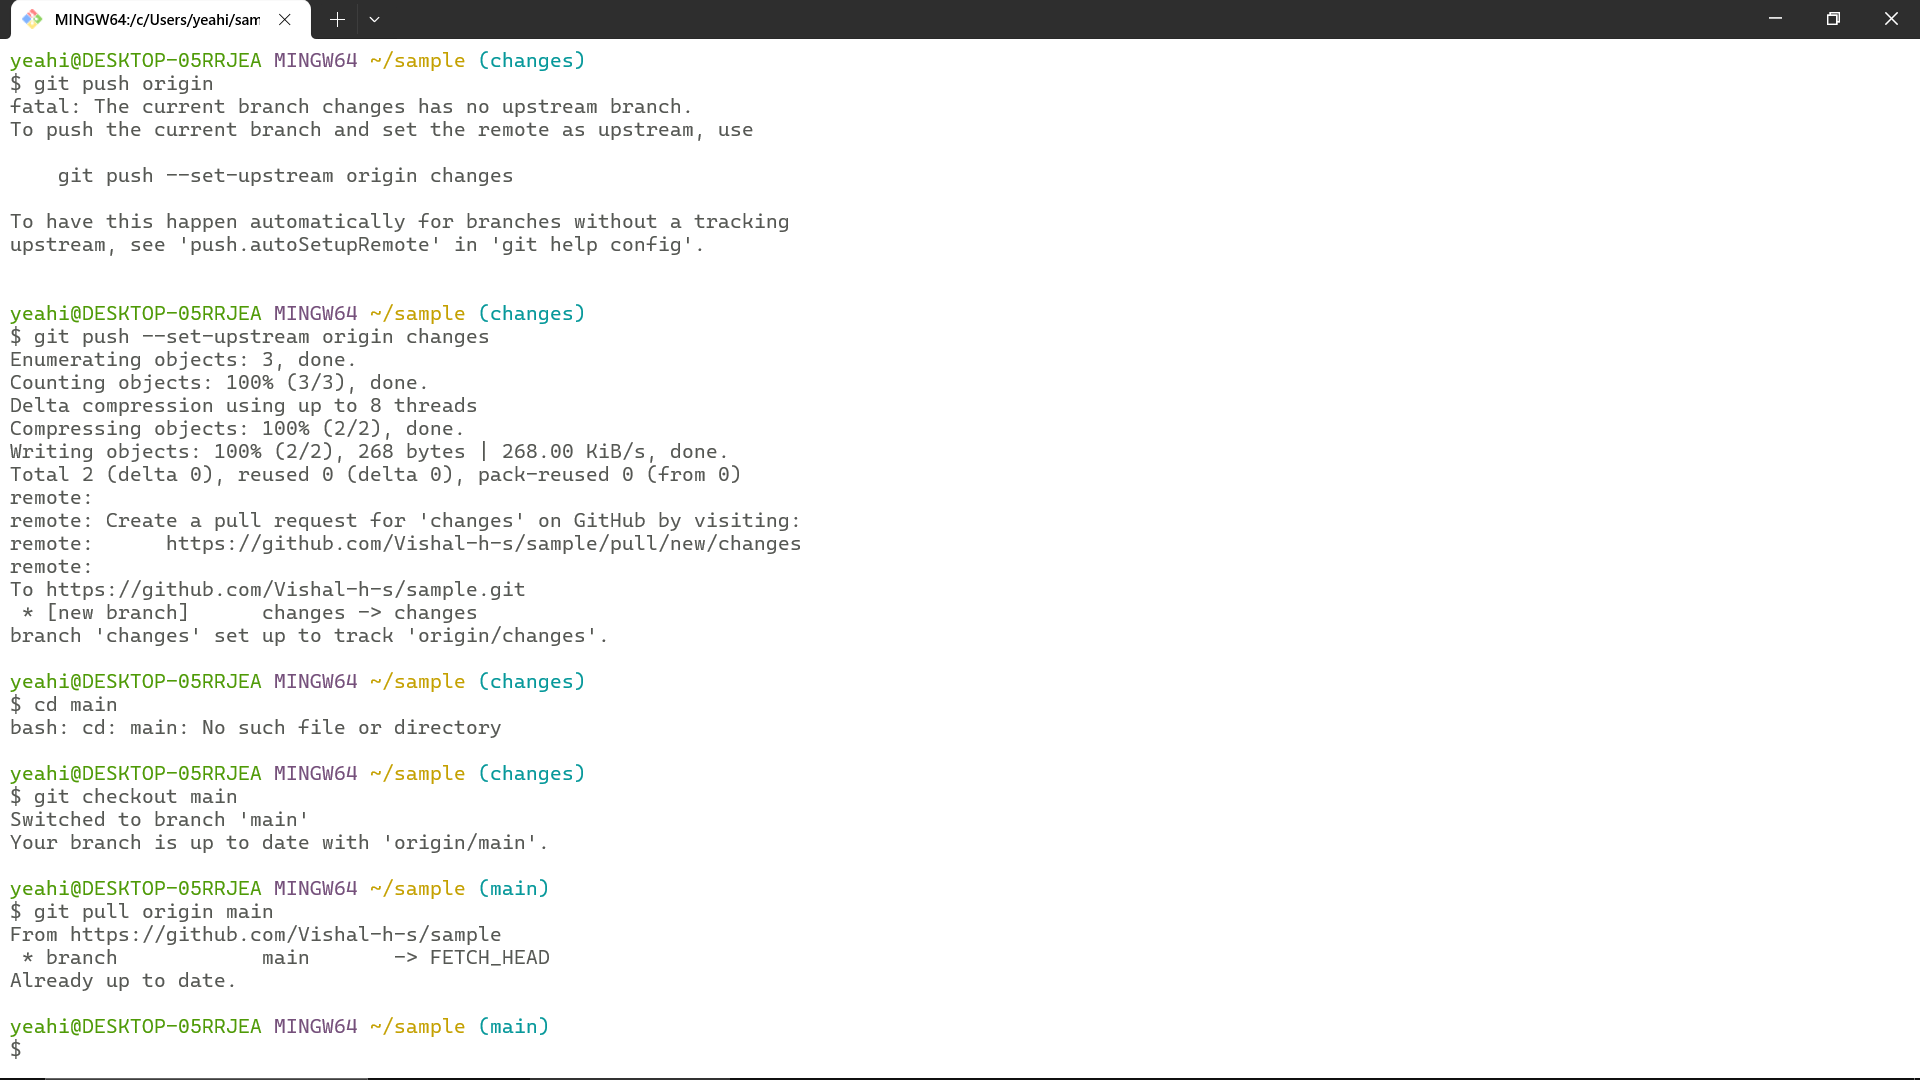 MINGW64:/c/Users/yeahi/sam
yeahi@DESKTOP-05RRJEA MINGW64 ~/sample (changes)
$ git push origin
fatal: The current branch changes has no upstream branch.
To push the current branch and set the remote as upstream, use
    git push --set-upstream origin changes
To have this happen automatically for branches without a tracking
upstream, see 'push.autoSetupRemote' in 'git help config'.
yeahi@DESKTOP-05RRJEA MINGW64 ~/sample (changes)
$ git push --set-upstream origin changes
Enumerating objects: 3, done.
Counting objects: 100% (3/3), done.
Delta compression using up to 8 threads
Compressing objects: 100% (2/2), done.
Writing objects: 100% (2/2), 268 bytes | 268.00 KiB/s, done.
Total 2 (delta 0), reused 0 (delta 0), pack-reused 0 (from 0)
remote:
remote: Create a pull request for 'changes' on GitHub by visiting:
remote:      https://github.com/Vishal-h-s/sample/pull/new/changes
remote:
To https://github.com/Vishal-h-s/sample.git
 * [new branch]      changes -> changes
branch 'changes' set up to track 'origin/changes'.
yeahi@DESKTOP-05RRJEA MINGW64 ~/sample (changes)
$ cd main
bash: cd: main: No such file or directory
yeahi@DESKTOP-05RRJEA MINGW64 ~/sample (changes)
$ git checkout main
Switched to branch 'main'
Your branch is up to date with 'origin/main'.
yeahi@DESKTOP-05RRJEA MINGW64 ~/sample (main)
$ git pull origin main
From https://github.com/Vishal-h-s/sample
 * branch            main       -> FETCH_HEAD
Already up to date.
yeahi@DESKTOP-05RRJEA MINGW64 ~/sample (main)
$